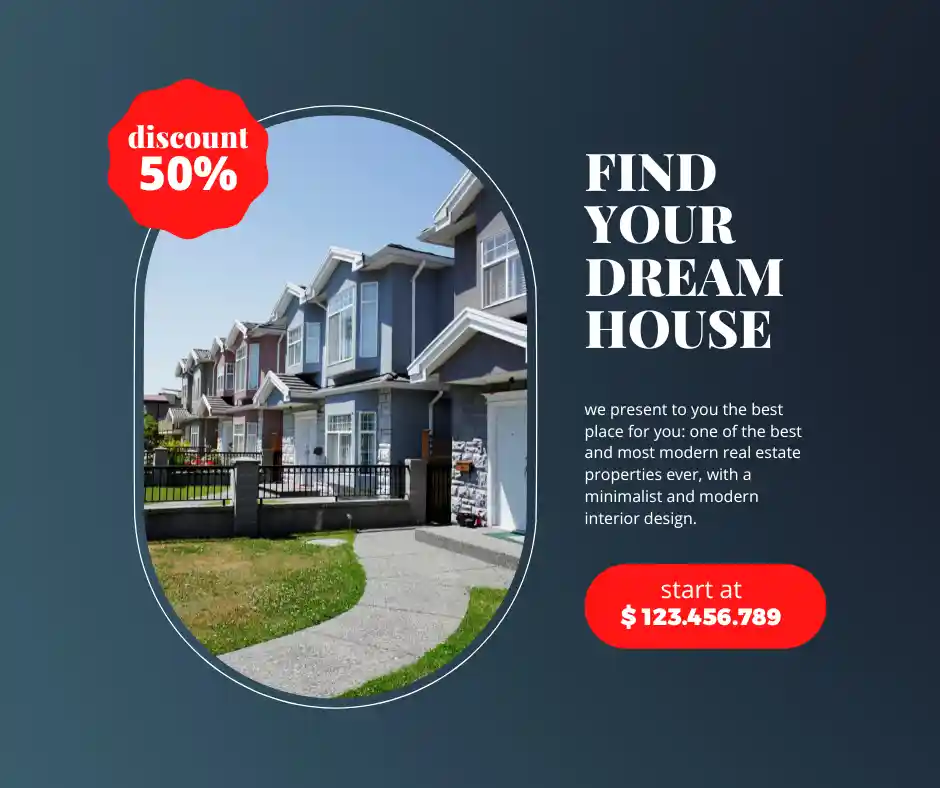 discount
50%
FIND
YOUR
DREAM
HOUSE
we present to you the best
place for you: one of the best
and most modern real estate
properties ever, with a
minimalist and modern
interior design.
start at
$ 123.456.789